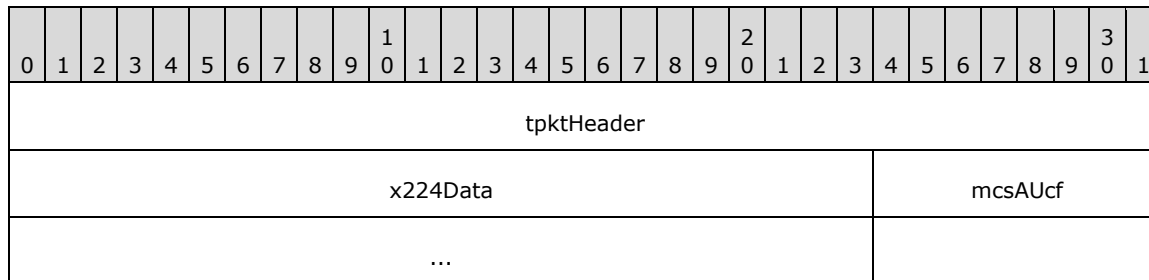 1 2 3
0 1 2 3 4 5 6 7 8 9 0 1 2 3 4 5 6 7 8 9 0 1 2 3 4 5 6 7 8 9 0 1
tpktHeader
x224Data mcsAUcf
...